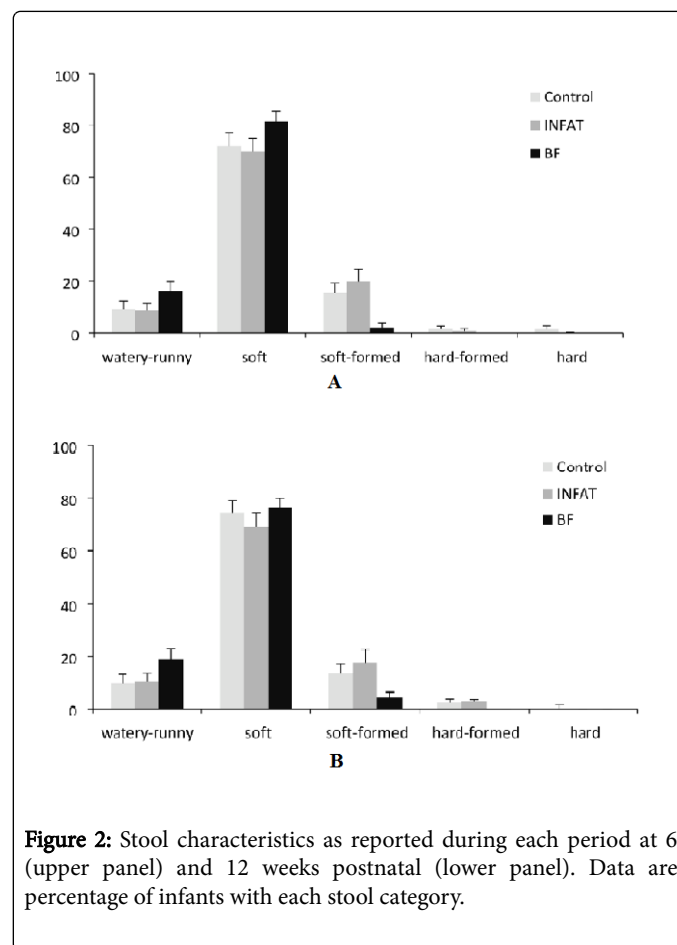 100
80
60
40
20
0
Control
INFAT
BF
watery-runny soft soft-formed hard-formed hard
A
100
80
60
40
20
0
Control
INFAT
BF
watery-runny soft soft-formed hard-formed hard
B
Figure 2: Stool characteristics as reported during each period at 6
(upper panel) and 12 weeks postnatal (lower panel). Data are
percentage of infants with each stool category.